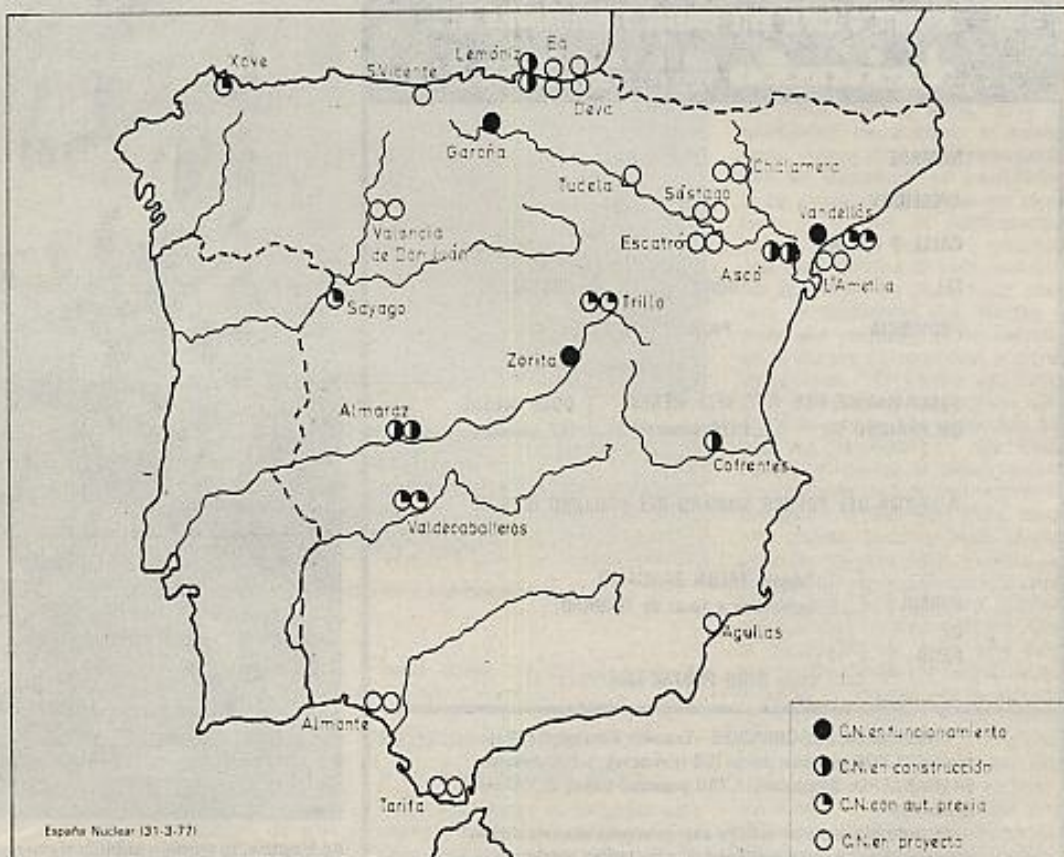 Xove
S.Vicente
Lemóniz
Ea
Deva
Garoña
Tudela
Chalamera
Sástago
Escatrón
Vandellós
Ascó
L'Ametlla
Valencia
de Don Juán
Sayago
Trillo
Zorita
Almaraz
Cofrentes
Valdecaballeros
Aguilas
Almonte
Tarifa
C.N. en funcionamiento
C.N. en construcción
C.N. con aut. previa
C.N. en proyecto
España Nuclear (31-3-77)